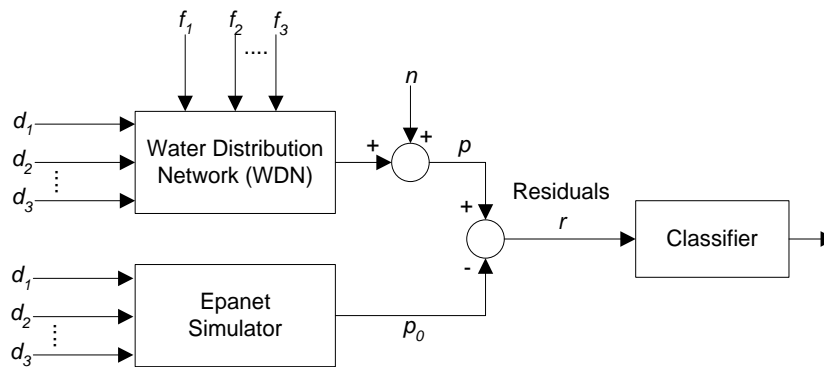 f1 f2 f3
....
n
d1
d2
....
d3
Water Distribution
Network (WDN)
+ +
p
+
Residuals
r
Classifier
-
d1
d2
....
d3
Epanet
Simulator
p0